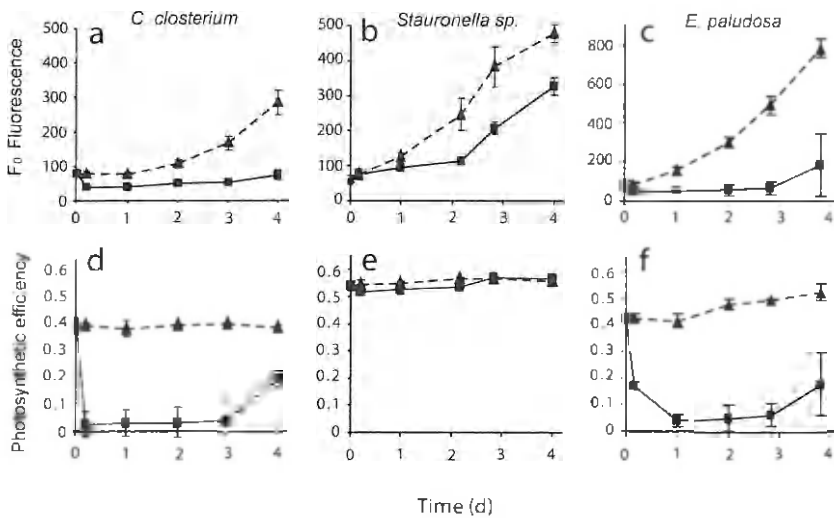 C. closterium
Stauronella sp.
E. paludosa
a
b
c
F₀ Fluorescence
500
400
300
200
100
0
0 1 2 3 4
500
400
300
200
100
0
0 1 2 3 4
800
600
400
200
0
0 1 2 3 4
d
e
f
Photosynthetic efficiency
0.6
0.5
0.4
0.3
0.2
0.1
0
0 1 2 3 4
0.6
0.5
0.4
0.3
0.2
0.1
0
0 1 2 3 4
0.6
0.5
0.4
0.3
0.2
0.1
0
0 1 2 3 4
Time (d)